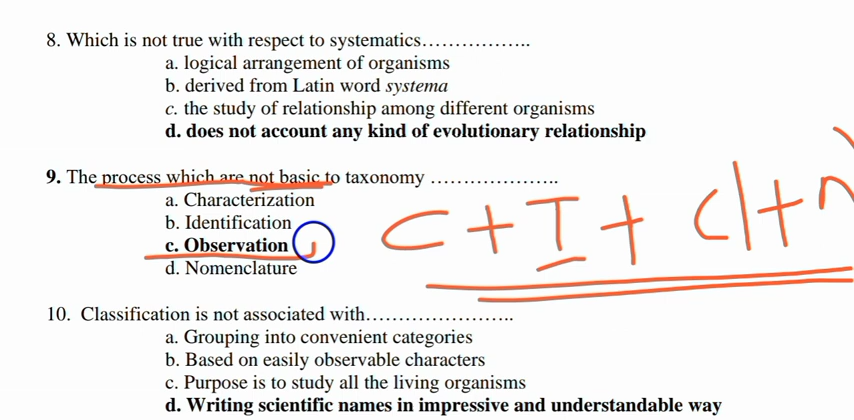 8. Which is not true with respect to systematics……………..
a. logical arrangement of organisms
b. derived from Latin word systema
c. the study of relationship among different organisms
d. does not account any kind of evolutionary relationship
9. The process which are not basic to taxonomy ……………….
a. Characterization
b. Identification
c. Observation
d. Nomenclature
C + I + Cl + n
10. Classification is not associated with…………………..
a. Grouping into convenient categories
b. Based on easily observable characters
c. Purpose is to study all the living organisms
d. Writing scientific names in impressive and understandable way